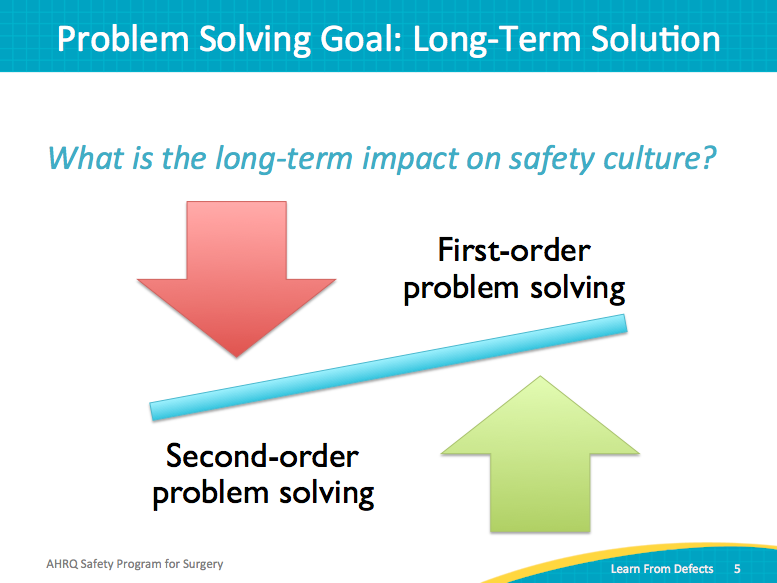 Problem Solving Goal: Long-Term Solution
What is the long-term impact on safety culture?
First-order
problem solving
Second-order
problem solving
AHRQ Safety Program for Surgery
Learn From Defects 5